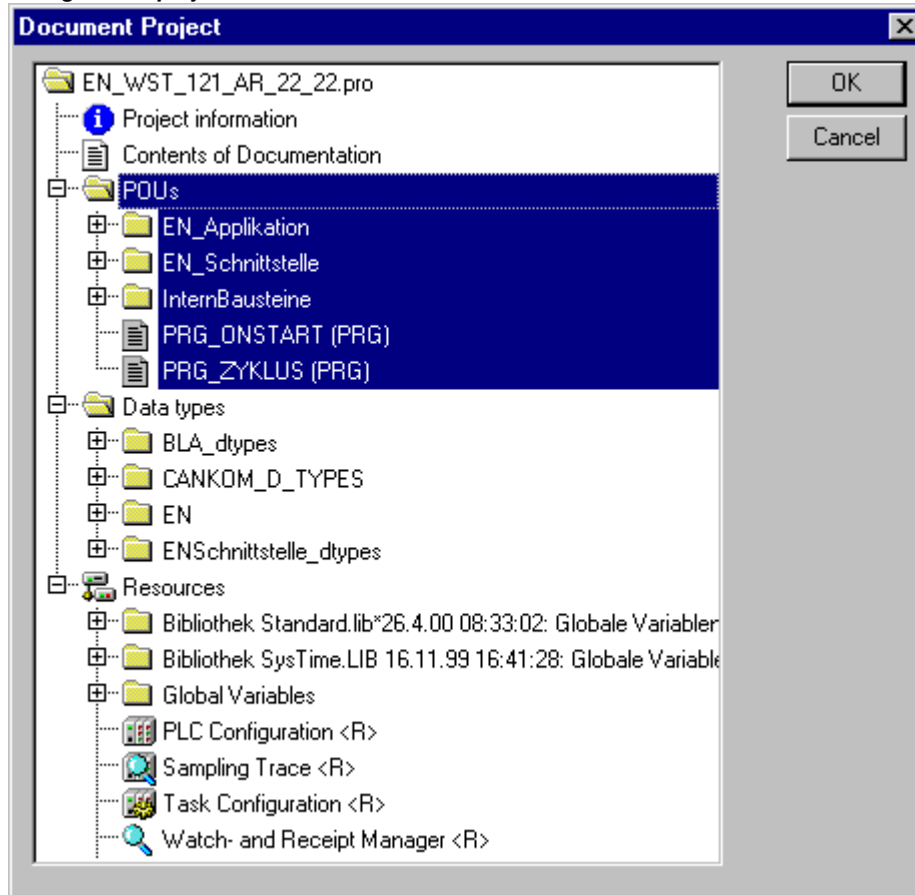 Document Project
EN_WST_121_AR_22_22.pro
OK
Project information
Cancel
Contents of Documentation
POUs
EN_Applikation
EN_Schnittstelle
InternBausteine
PRG_ONSTART (PRG)
PRG_ZYKLUS (PRG)
Data types
BLA_dtypes
CANKOM_D_TYPES
EN
ENSchnittstelle_dtypes
Resources
Bibliothek Standard.lib*26.4.00 08:33:02: Globale Variablen
Bibliothek SysTime.LIB 16.11.99 16:41:28: Globale Variable
Global Variables
PLC Configuration <R>
Sampling Trace <R>
Task Configuration <R>
Watch- and Receipt Manager <R>